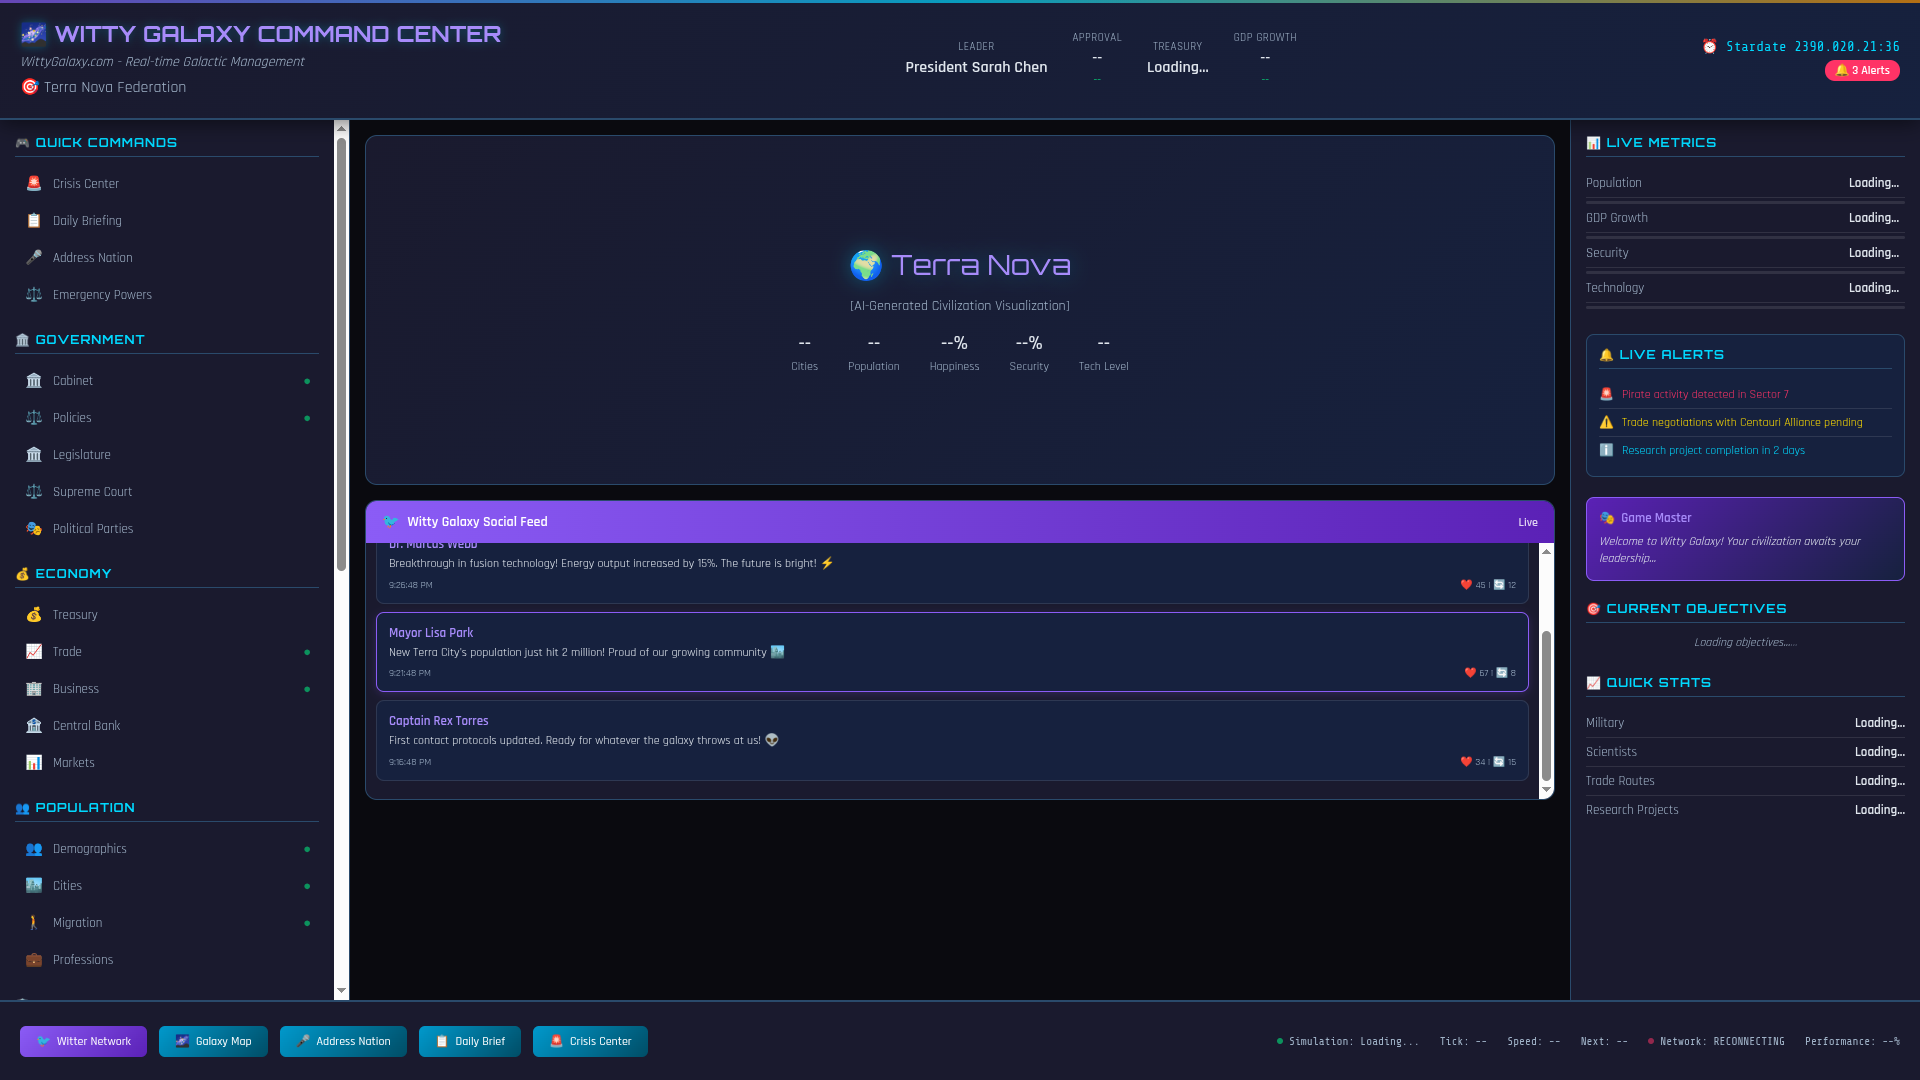 WITTY GALAXY COMMAND CENTER
WittyGalaxy.com - Real-time Galactic Management
Terra Nova Federation
LEADER
President Sarah Chen
APPROVAL
--
--
TREASURY
Loading...
GDP GROWTH
--
--
Stardate 2390.020.21:36
3 Alerts
QUICK COMMANDS
Crisis Center
Daily Briefing
Address Nation
Emergency Powers
GOVERNMENT
Cabinet
Policies
Legislature
Supreme Court
Political Parties
ECONOMY
Treasury
Trade
Business
Central Bank
Markets
POPULATION
Demographics
Cities
Migration
Professions
Terra Nova
[AI-Generated Civilization Visualization]
-- -- --% --% --
Cities Population Happiness Security Tech Level
Witty Galaxy Social Feed Live
Dr. Marcus Webb
Breakthrough in fusion technology! Energy output increased by 15%. The future is bright! ⚡
9:26:48 PM ❤️ 45 | 🔄 12
Mayor Lisa Park
New Terra City's population just hit 2 million! Proud of our growing community 🏙️
9:21:48 PM ❤️ 67 | 🔄 8
Captain Rex Torres
First contact protocols updated. Ready for whatever the galaxy throws at us! 👽
9:16:48 PM ❤️ 34 | 🔄 15
LIVE METRICS
Population Loading...
GDP Growth Loading...
Security Loading...
Technology Loading...
LIVE ALERTS
Pirate activity detected in Sector 7
Trade negotiations with Centauri Alliance pending
Research project completion in 2 days
Game Master
Welcome to Witty Galaxy! Your civilization awaits your
leadership...
CURRENT OBJECTIVES
Loading objectives......
QUICK STATS
Military Loading...
Scientists Loading...
Trade Routes Loading...
Research Projects Loading...
Witter Network
Galaxy Map
Address Nation
Daily Brief
Crisis Center
Simulation: Loading... Tick: -- Speed: -- Next: -- Network: RECONNECTING Performance: --%